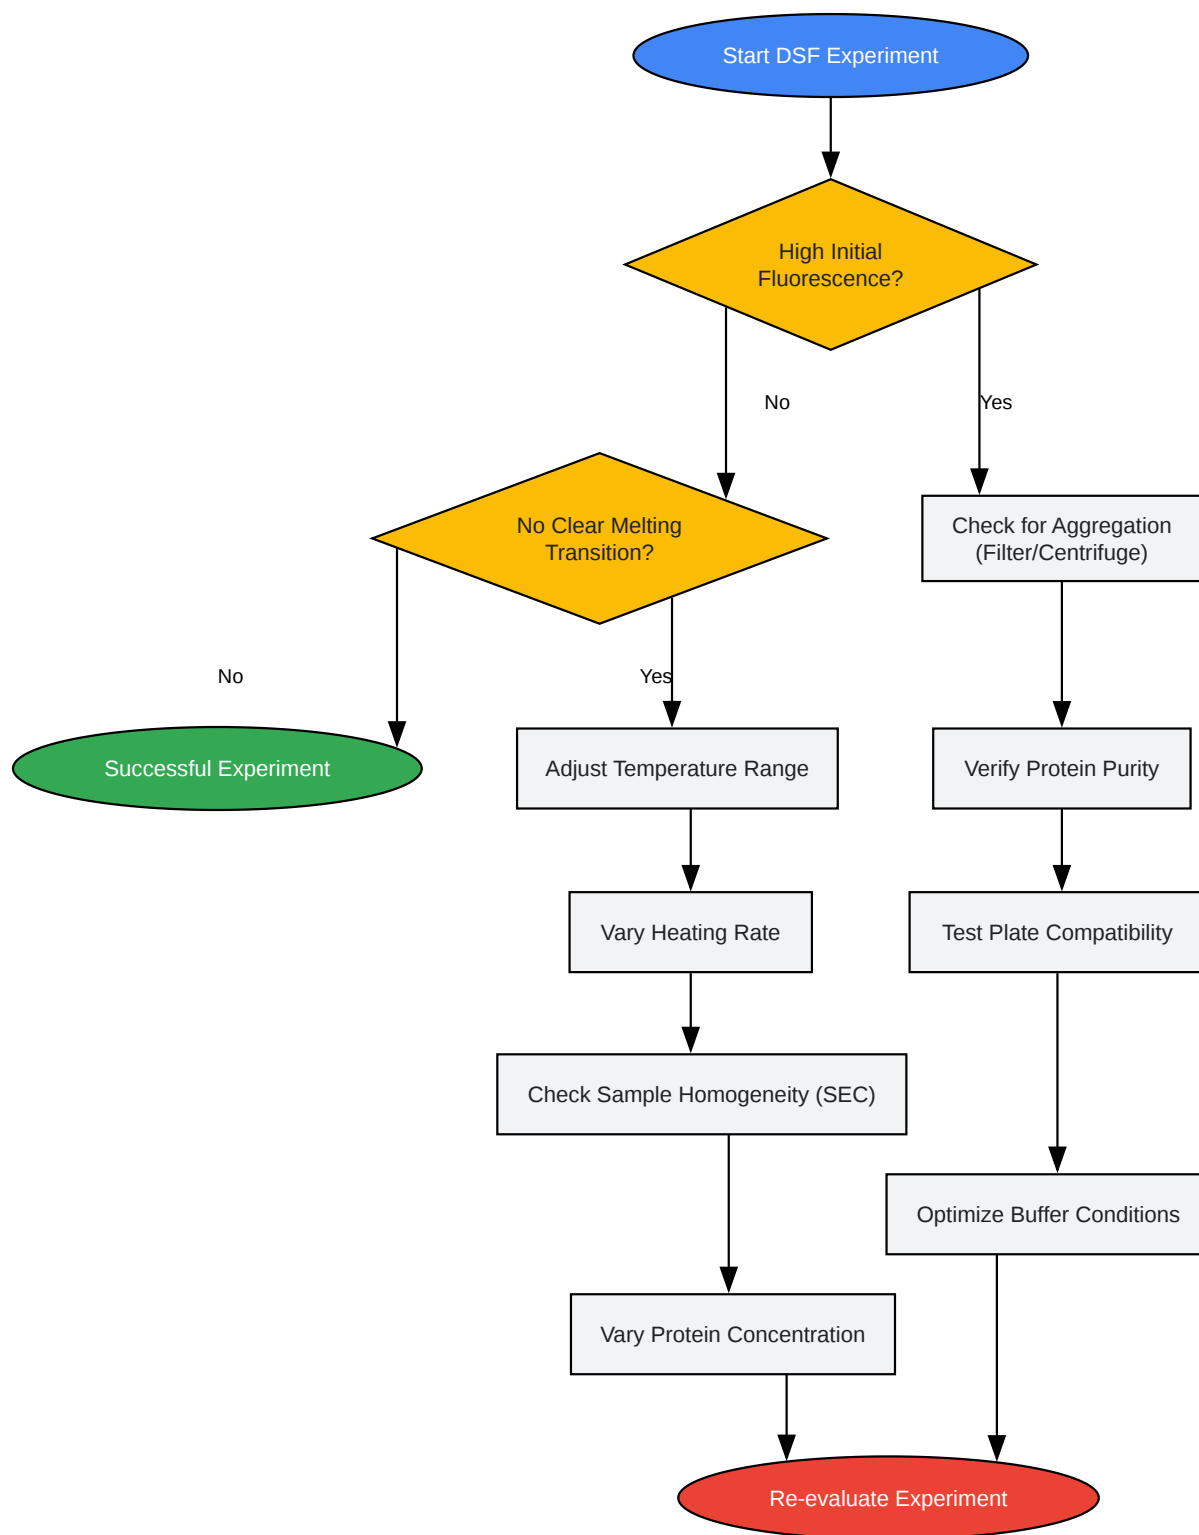 Start DSF Experiment
High Initial
Fluorescence?
No
Yes
No Clear Melting
Transition?
Check for Aggregation
(Filter/Centrifuge)
No
Yes
Successful Experiment
Adjust Temperature Range
Verify Protein Purity
Vary Heating Rate
Test Plate Compatibility
Check Sample Homogeneity (SEC)
Optimize Buffer Conditions
Vary Protein Concentration
Re-evaluate Experiment